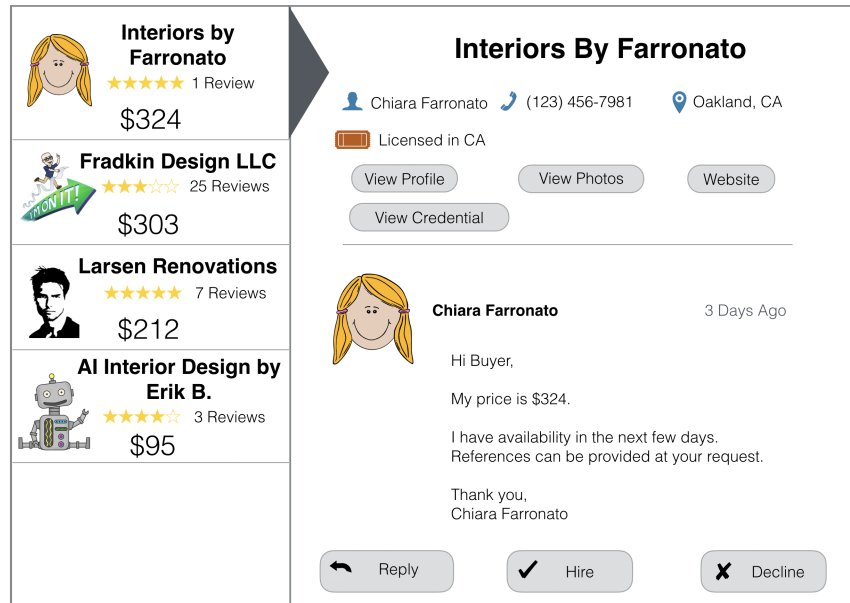 Interiors by
Farronato
1 Review
$324
Fradkin Design LLC
25 Reviews
I'M ON IT!
$303
Larsen Renovations
7 Reviews
$212
AI Interior Design by
Erik B.
3 Reviews
$95
Interiors By Farronato
Chiara Farronato
(123) 456-7981
Oakland, CA
Licensed in CA
View Profile
View Photos
Website
View Credential
Chiara Farronato
3 Days Ago
Hi Buyer,
My price is $324.
I have availability in the next few days.
References can be provided at your request.
Thank you,
Chiara Farronato
Reply
Hire
Decline